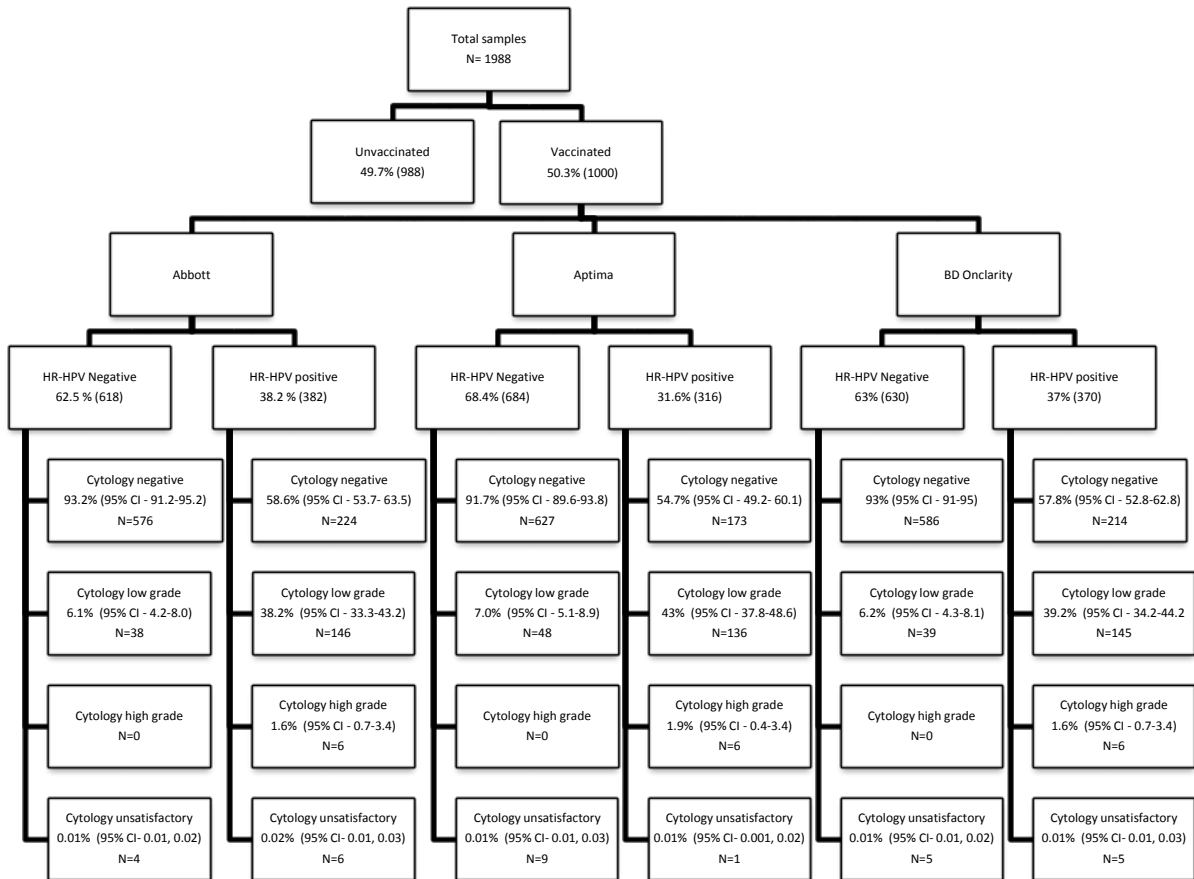 Total samples
N= 1988
Unvaccinated
49.7% (988)
Vaccinated
50.3% (1000)
Abbott
Aptima
BD Onclarity
HR-HPV Negative
62.5 % (618)
HR-HPV positive
38.2 % (382)
HR-HPV Negative
68.4% (684)
HR-HPV positive
31.6% (316)
HR-HPV Negative
63% (630)
HR-HPV positive
37% (370)
Cytology negative
93.2% (95% CI - 91.2-95.2)
N=576
Cytology negative
58.6% (95% CI - 53.7- 63.5)
N=224
Cytology negative
91.7% (95% CI - 89.6-93.8)
N=627
Cytology negative
54.7% (95% CI - 49.2- 60.1)
N=173
Cytology negative
93% (95% CI - 91-95)
N=586
Cytology negative
57.8% (95% CI - 52.8-62.8)
N=214
Cytology low grade
6.1% (95% CI - 4.2-8.0)
N=38
Cytology low grade
38.2% (95% CI - 33.3-43.2)
N=146
Cytology low grade
7.0% (95% CI - 5.1-8.9)
N=48
Cytology low grade
43% (95% CI - 37.8-48.6)
N=136
Cytology low grade
6.2% (95% CI - 4.3-8.1)
N=39
Cytology low grade
39.2% (95% CI - 34.2-44.2
N=145
Cytology high grade
N=0
Cytology high grade
1.6% (95% CI - 0.7-3.4)
N=6
Cytology high grade
N=0
Cytology high grade
1.9% (95% CI - 0.4-3.4)
N=6
Cytology high grade
N=0
Cytology high grade
1.6% (95% CI - 0.7-3.4)
N=6
Cytology unsatisfactory
0.01% (95% CI- 0.01, 0.02)
N=4
Cytology unsatisfactory
0.02% (95% CI- 0.01, 0.03)
N=6
Cytology unsatisfactory
0.01% (95% CI- 0.01, 0.03)
N=9
Cytology unsatisfactory
0.01% (95% CI- 0.001, 0.02)
N=1
Cytology unsatisfactory
0.01% (95% CI- 0.01, 0.02)
N=5
Cytology unsatisfactory
0.01% (95% CI- 0.01, 0.03)
N=5